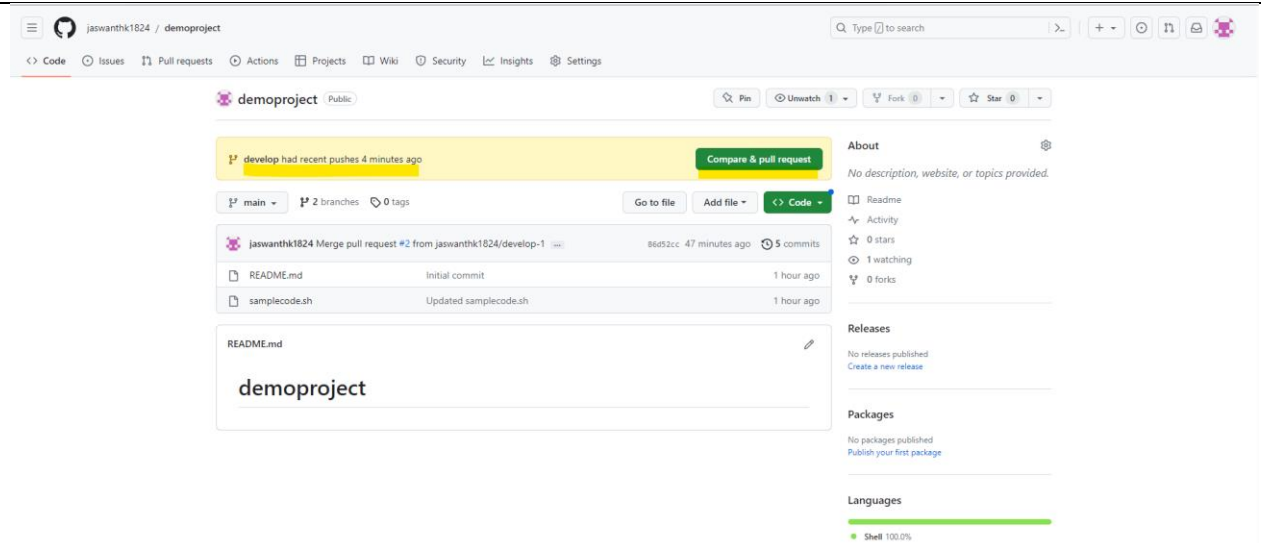 jaswanthk1824 / demoproject
Type / to search
<> Code Issues Pull requests Actions Projects Wiki Security Insights Settings
demoproject Public
Pin Unwatch 1 Fork 0 Star 0
develop had recent pushes 4 minutes ago
Compare & pull request
main 2 branches 0 tags
Go to file Add file <> Code
jaswanthk1824 Merge pull request #2 from jaswanthk1824/develop-1 ... 86d52cc 47 minutes ago 5 commits
README.md Initial commit 1 hour ago
samplecode.sh Updated samplecode.sh 1 hour ago
README.md
demoproject
About
No description, website, or topics provided.
Readme
Activity
0 stars
1 watching
0 forks
Releases
No releases published
Create a new release
Packages
No packages published
Publish your first package
Languages
Shell 100.0%